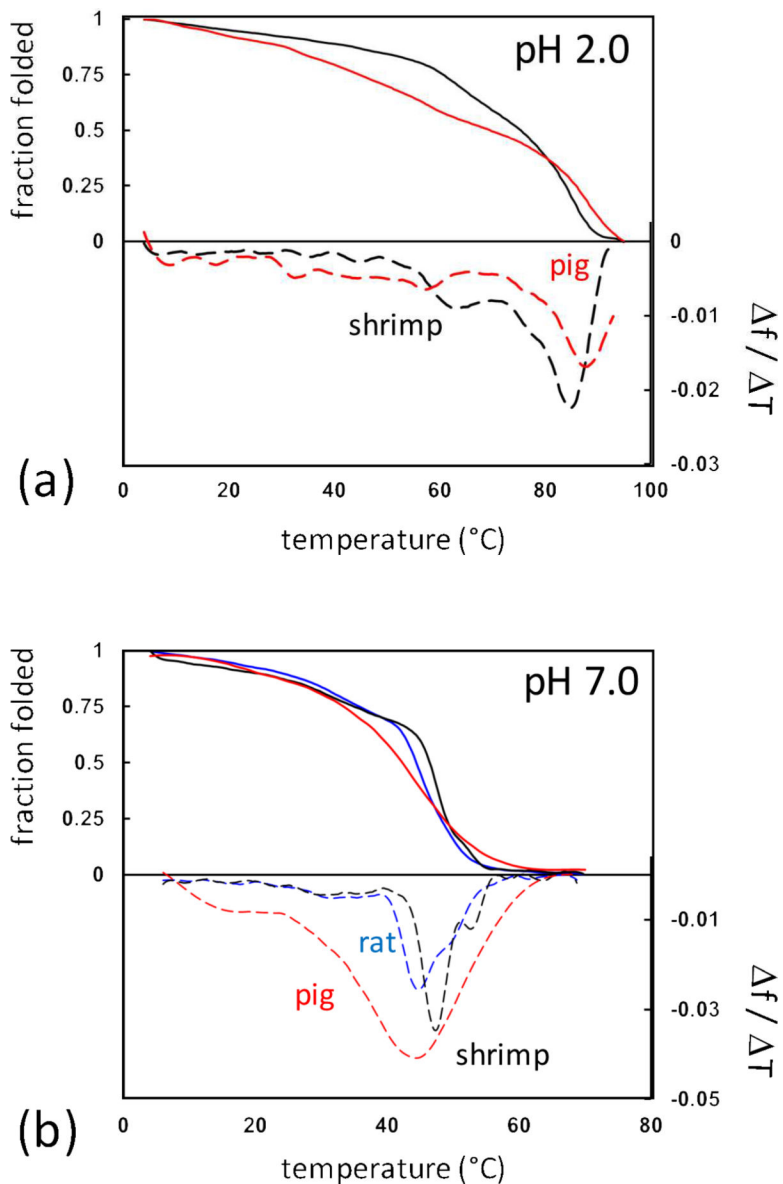 1
pH 2.0
0.75
fraction folded
0.5
0.25
0
0
pig
shrimp
-0.01
Δf / ΔT
-0.02
-0.03
(a)
0
20
40
60
80
100
temperature (°C)
1
pH 7.0
0.75
fraction folded
0.5
0.25
0
-0.01
rat
pig
-0.03
Δf / ΔT
shrimp
-0.05
(b)
0
20
40
60
80
temperature (°C)